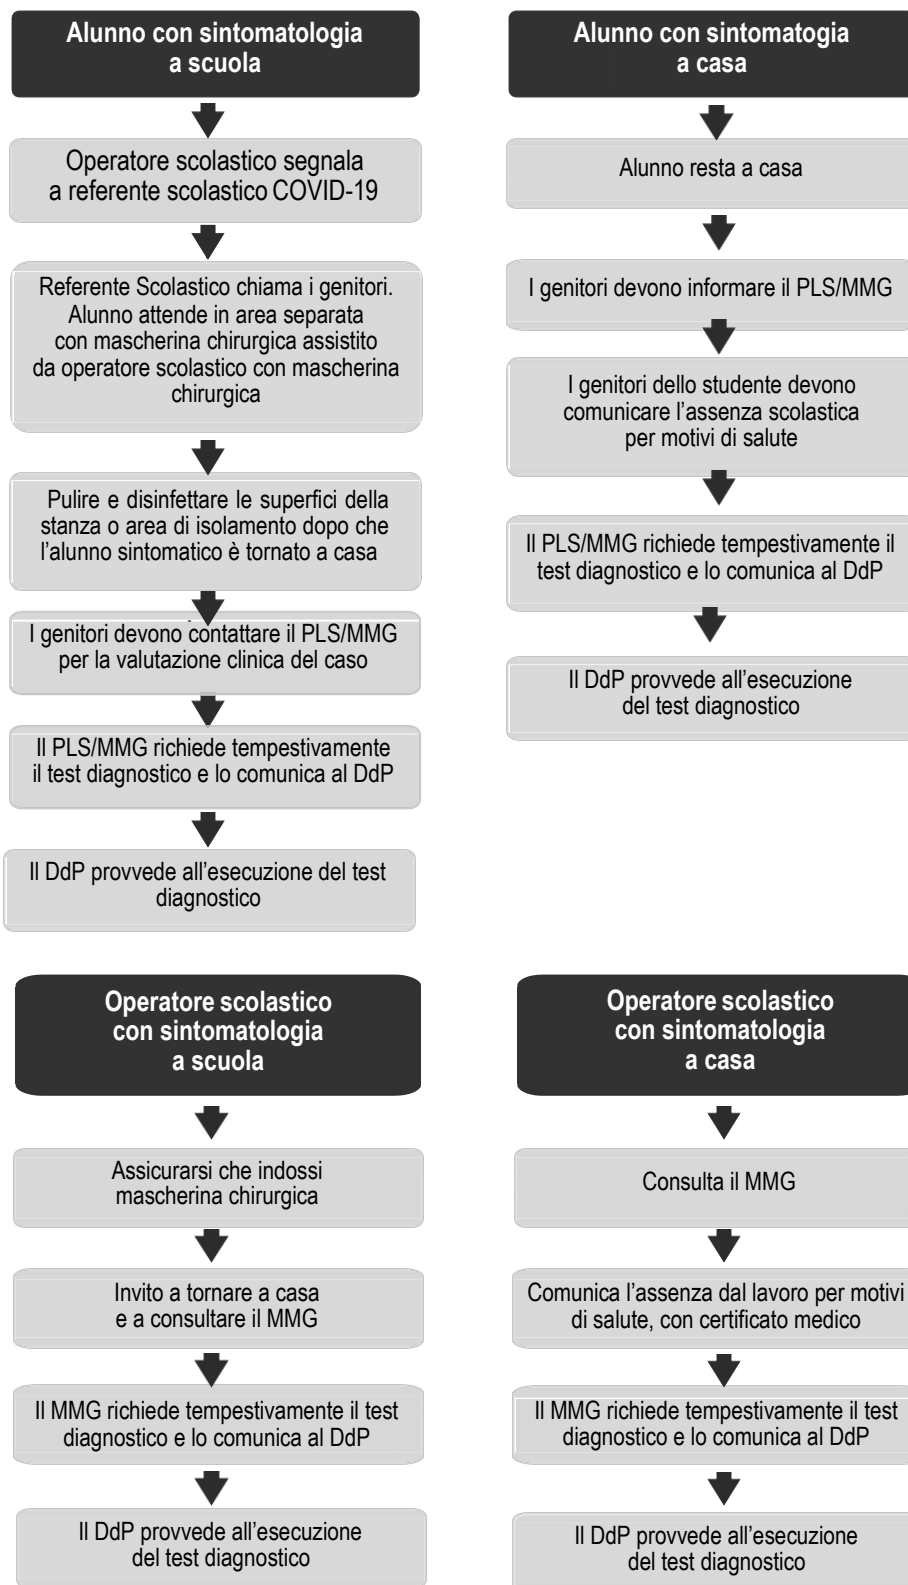 Alunno con sintomatologia
a scuola
Operatore scolastico segnala
a referente scolastico COVID-19
Referente Scolastico chiama i genitori.
Alunno attende in area separata
con mascherina chirurgica assistito
da operatore scolastico con mascherina
chirurgica
Pulire e disinfettare le superfici della
stanza o area di isolamento dopo che
l’alunno sintomatico è tornato a casa
I genitori devono contattare il PLS/MMG
per la valutazione clinica del caso
Il PLS/MMG richiede tempestivamente
il test diagnostico e lo comunica al DdP
Il DdP provvede all’esecuzione del test
diagnostico
Alunno con sintomatogia
a casa
Alunno resta a casa
I genitori devono informare il PLS/MMG
I genitori dello studente devono
comunicare l’assenza scolastica
per motivi di salute
Il PLS/MMG richiede tempestivamente il
test diagnostico e lo comunica al DdP
Il DdP provvede all’esecuzione
del test diagnostico
Operatore scolastico
con sintomatologia
a scuola
Assicurarsi che indossi
mascherina chirurgica
Invito a tornare a casa
e a consultare il MMG
Il MMG richiede tempestivamente il test
diagnostico e lo comunica al DdP
Il DdP provvede all’esecuzione
del test diagnostico
Operatore scolastico
con sintomatologia
a casa
Consulta il MMG
Comunica l’assenza dal lavoro per motivi
di salute, con certificato medico
Il MMG richiede tempestivamente il test
diagnostico e lo comunica al DdP
Il DdP provvede all’esecuzione
del test diagnostico